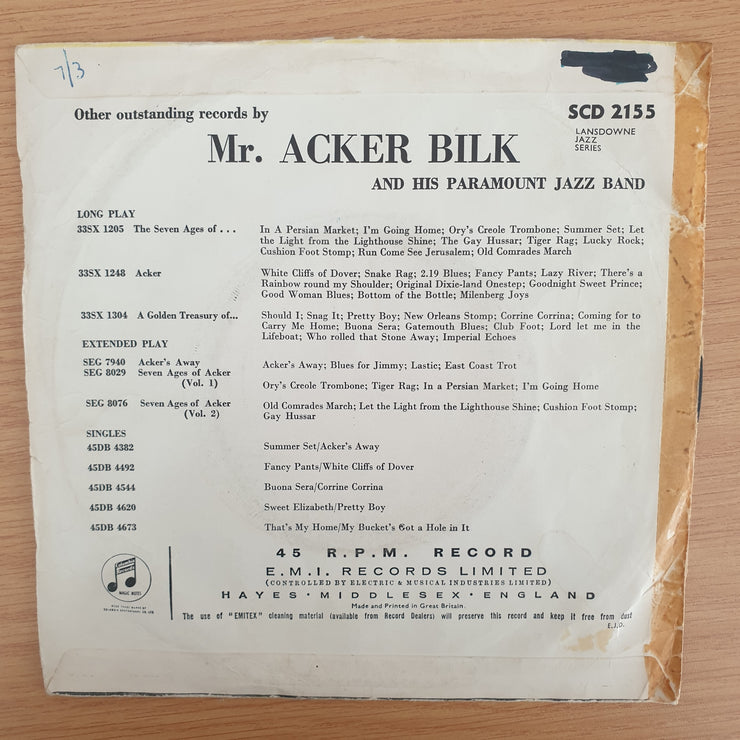 7/3
Other outstanding records by
SCD 2155
LANSDOWNE
JAZZ
SERIES
Mr. ACKER BILK
AND HIS PARAMOUNT JAZZ BAND
LONG PLAY
33SX 1205 The Seven Ages of . . . In A Persian Market; I'm Going Home; Ory's Creole Trombone; Summer Set; Let
the Light from the Lighthouse Shine; The Gay Hussar; Tiger Rag; Lucky Rock;
Cushion Foot Stomp; Run Come See Jerusalem; Old Comrades March
33SX 1248 Acker White Cliffs of Dover; Snake Rag; 2.19 Blues; Fancy Pants; Lazy River; There's a
Rainbow round my Shoulder; Original Dixie-land Onestep; Goodnight Sweet Prince;
Good Woman Blues; Bottom of the Bottle; Milenberg Joys
33SX 1304 A Golden Treasury of... Should I; Snag It; Pretty Boy; New Orleans Stomp; Corrine Corrina; Coming for to
Carry Me Home; Buona Sera; Gatemouth Blues; Club Foot; Lord let me in the
Lifeboat; Who rolled that Stone Away; Imperial Echoes
EXTENDED PLAY
SEG 7940 Acker's Away Acker's Away; Blues for Jimmy; Lastic; East Coast Trot
SEG 8029 Seven Ages of Acker
(Vol. 1) Ory's Creole Trombone; Tiger Rag; In a Persian Market; I'm Going Home
SEG 8076 Seven Ages of Acker Old Comrades March; Let the Light from the Lighthouse Shine; Cushion Foot Stomp;
(Vol. 2) Gay Hussar
SINGLES
45DB 4382 Summer Set/Acker's Away
45DB 4492 Fancy Pants/White Cliffs of Dover
45DB 4544 Buona Sera/Corrine Corrina
45DB 4620 Sweet Elizabeth/Pretty Boy
45DB 4673 That's My Home/My Bucket's Got a Hole in It
45 R.P.M. RECORD
E.M.I. RECORDS LIMITED
(CONTROLLED BY ELECTRIC & MUSICAL INDUSTRIES LIMITED)
HAYES · MIDDLESEX · ENGLAND
Made and Printed in Great Britain.
Columbia
Records
MAGIC NOTES
The use of "EMITEX" cleaning material (available from Record Dealers) will preserve this record and keep it free from dust
E.J.D.